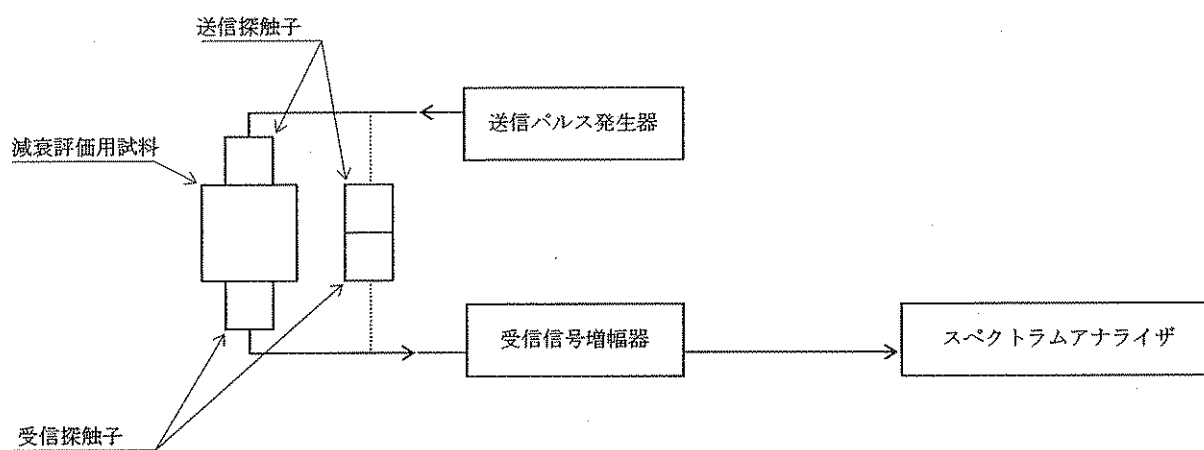 送信探触子
送信パルス発生器
減衰評価用試料
受信信号増幅器
スペクトラムアナライザ
受信探触子